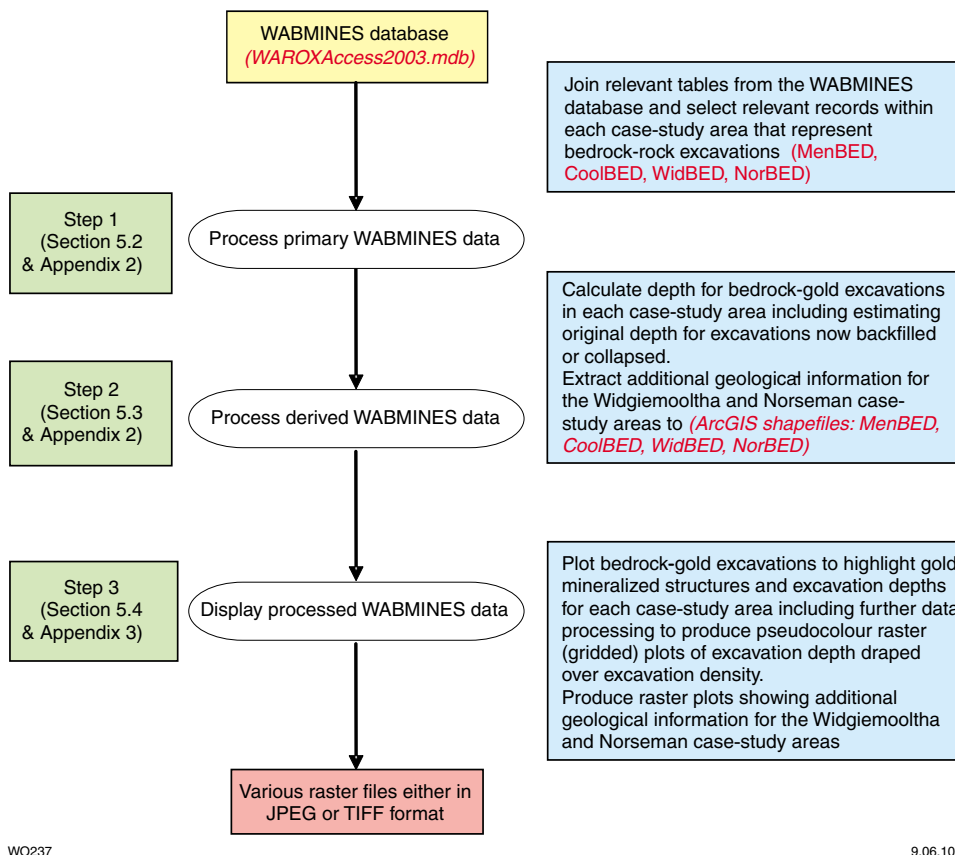 WABMINES database
(WAROXAccess2003.mdb)
Join relevant tables from the WABMINES
database and select relevant records within
each case-study area that represent
bedrock-rock excavations (MenBED,
CoolBED, WidBED, NorBED)
Step 1
(Section 5.2
& Appendix 2)
Process primary WABMINES data
Calculate depth for bedrock-gold excavations
in each case-study area including estimating
original depth for excavations now backfilled
or collapsed.
Extract additional geological information for
the Widgiemooltha and Norseman case-
study areas to (ArcGIS shapefiles: MenBED,
CoolBED, WidBED, NorBED)
Step 2
(Section 5.3
& Appendix 2)
Process derived WABMINES data
Step 3
(Section 5.4
& Appendix 3)
Display processed WABMINES data
Plot bedrock-gold excavations to highlight gold
mineralized structures and excavation depths
for each case-study area including further data
processing to produce pseudocolour raster
(gridded) plots of excavation depth draped
over excavation density.
Produce raster plots showing additional
geological information for the Widgiemooltha
and Norseman case-study areas
Various raster files either in
JPEG or TIFF format
WO237
9.06.10